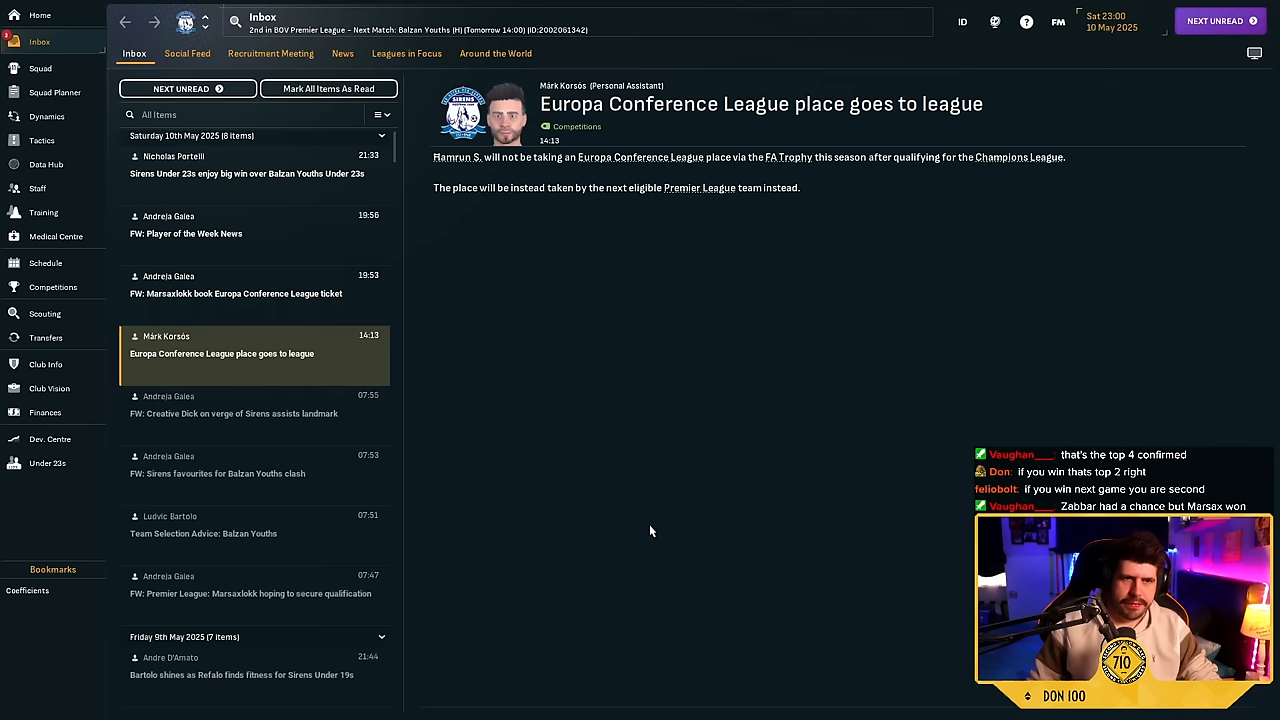 Home
Inbox
Squad
Squad Planner
Dynamics
Tactics
Data Hub
Staff
Training
Medical Centre
Schedule
Competitions
Scouting
Transfers
Club Info
Club Vision
Finances
Dev. Centre
Under 23s
Bookmarks
Coefficients
Inbox
2nd in BOV Premier League - Next Match: Balzan Youths (H) (Tomorrow 14:00) (ID:2002061342)
ID
FM
Sat 23:00
10 May 2025
NEXT UNREAD
Inbox Social Feed Recruitment Meeting News Leagues in Focus Around the World
NEXT UNREAD Mark All Items As Read
All Items
Saturday 10th May 2025 (8 Items)
Nicholas Portelli 21:33
Sirens Under 23s enjoy big win over Balzan Youths Under 23s
Andreja Galea 19:56
FW: Player of the Week News
Andreja Galea 19:53
FW: Marsaxlokk book Europa Conference League ticket
Márk Korsós 14:13
Europa Conference League place goes to league
Andreja Galea 07:55
FW: Creative Dick on verge of Sirens assists landmark
Andreja Galea 07:53
FW: Sirens favourites for Balzan Youths clash
Ludvic Bartolo 07:51
Team Selection Advice: Balzan Youths
Andreja Galea 07:47
FW: Premier League: Marsaxlokk hoping to secure qualification
Friday 9th May 2025 (7 Items)
Andre D'Amato 21:44
Bartolo shines as Refalo finds fitness for Sirens Under 19s
SIRENS
Márk Korsós (Personal Assistant)
Europa Conference League place goes to league
Competitions
14:13
Hamrun S. will not be taking an Europa Conference League place via the FA Trophy this season after qualifying for the Champions League.
The place will be instead taken by the next eligible Premier League team instead.
Vaughan___: that's the top 4 confirmed
Don: if you win thats top 2 right
feliobolt: if you win next game you are second
Vaughan___: Zabbar had a chance but Marsax won
710
DON 100